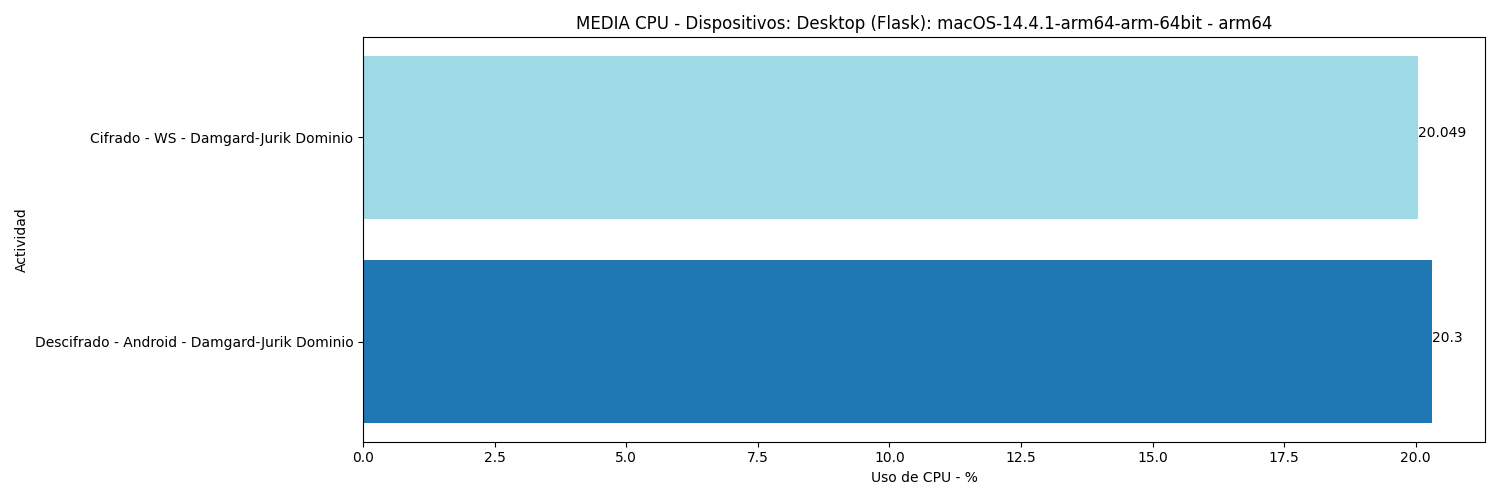 MEDIA CPU - Dispositivos: Desktop (Flask): macOS-14.4.1-arm64-arm-64bit - arm64
Cifrado - WS - Damgard-Jurik Dominio
20.049
Actividad
Descifrado - Android - Damgard-Jurik Dominio
20.3
0.0 2.5 5.0 7.5 10.0 12.5 15.0 17.5 20.0
Uso de CPU - %